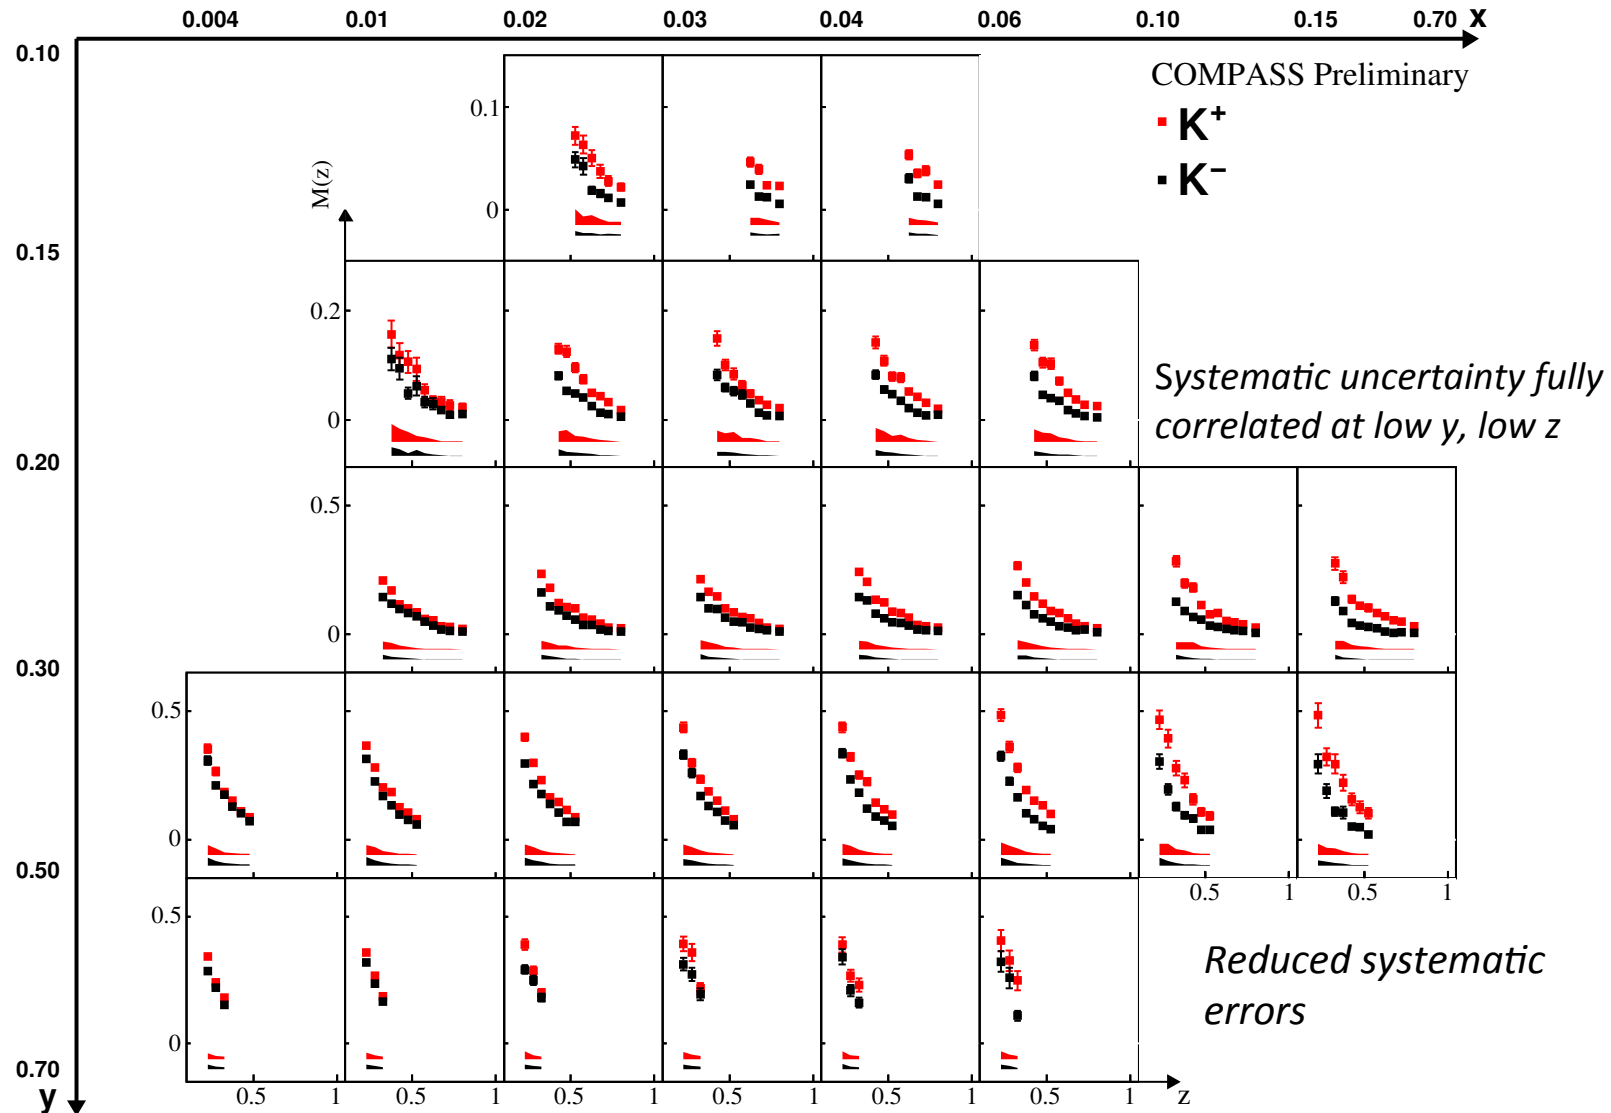 0.004 0.01 0.02 0.03 0.04 0.06 0.10 0.15 0.70 x
0.10
COMPASS Preliminary
K+
K−
0.1
0
M(z)
0.15
0.2
0
Systematic uncertainty fully
correlated at low y, low z
0.20
0.5
0
0.30
0.5
0
0.50
0.5 1 0.5 1
0.5
0
Reduced systematic
errors
0.70
0.5 1 0.5 1 0.5 1 0.5 1 0.5 1 0.5 1 z
y